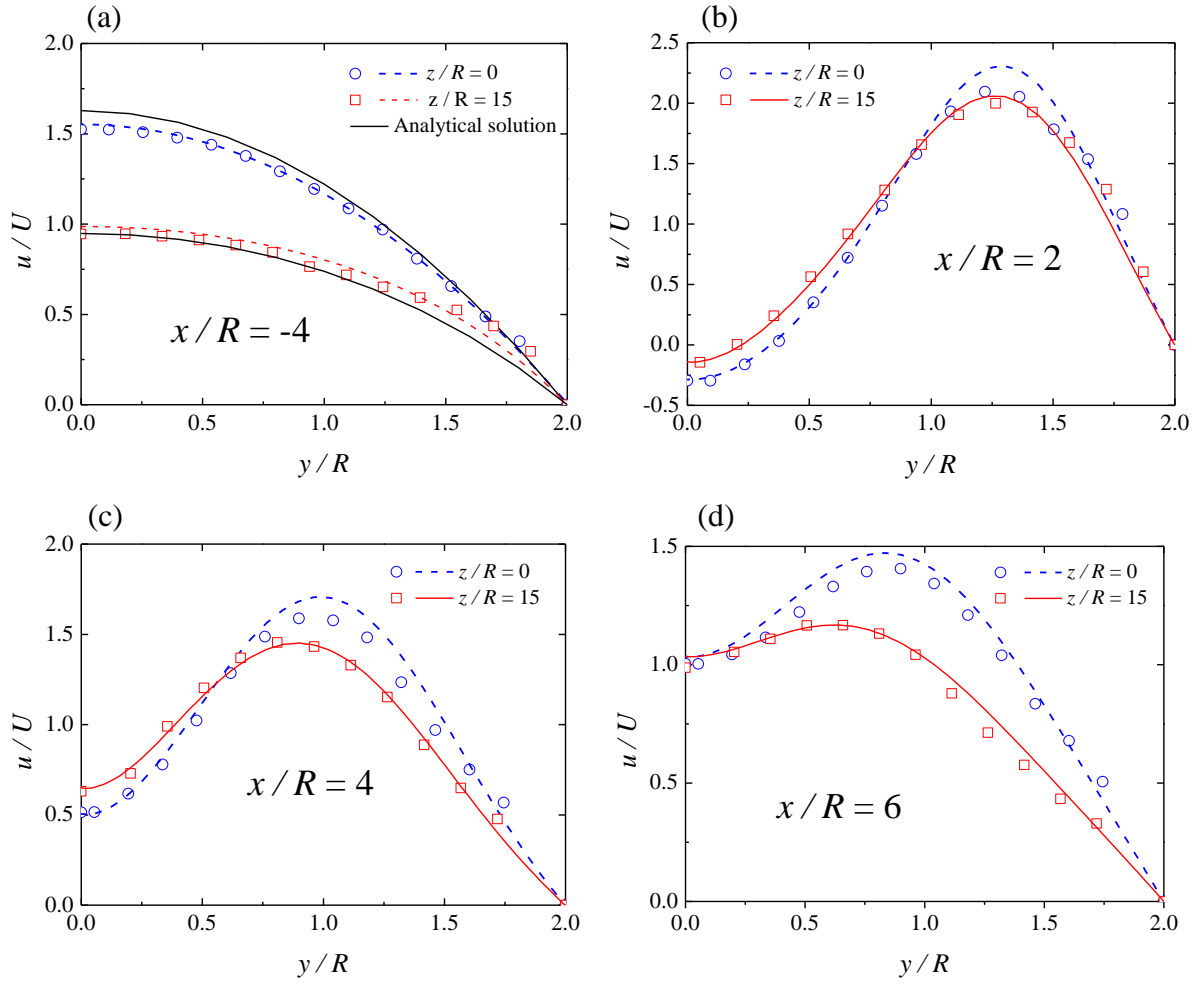 (a)
2.0
1.5
1.0
0.5
0.0
u / U
z / R = 0
z / R = 15
Analytical solution
x / R = -4
0.0 0.5 1.0 1.5 2.0
y / R
(b)
2.5
2.0
1.5
1.0
0.5
0.0
-0.5
u / U
z / R = 0
z / R = 15
x / R = 2
0.0 0.5 1.0 1.5 2.0
y / R
(c)
2.0
1.5
1.0
0.5
0.0
u / U
z / R = 0
z / R = 15
x / R = 4
0.0 0.5 1.0 1.5 2.0
y / R
(d)
1.5
1.0
0.5
0.0
u / U
z / R = 0
z / R = 15
x / R = 6
0.0 0.5 1.0 1.5 2.0
y / R